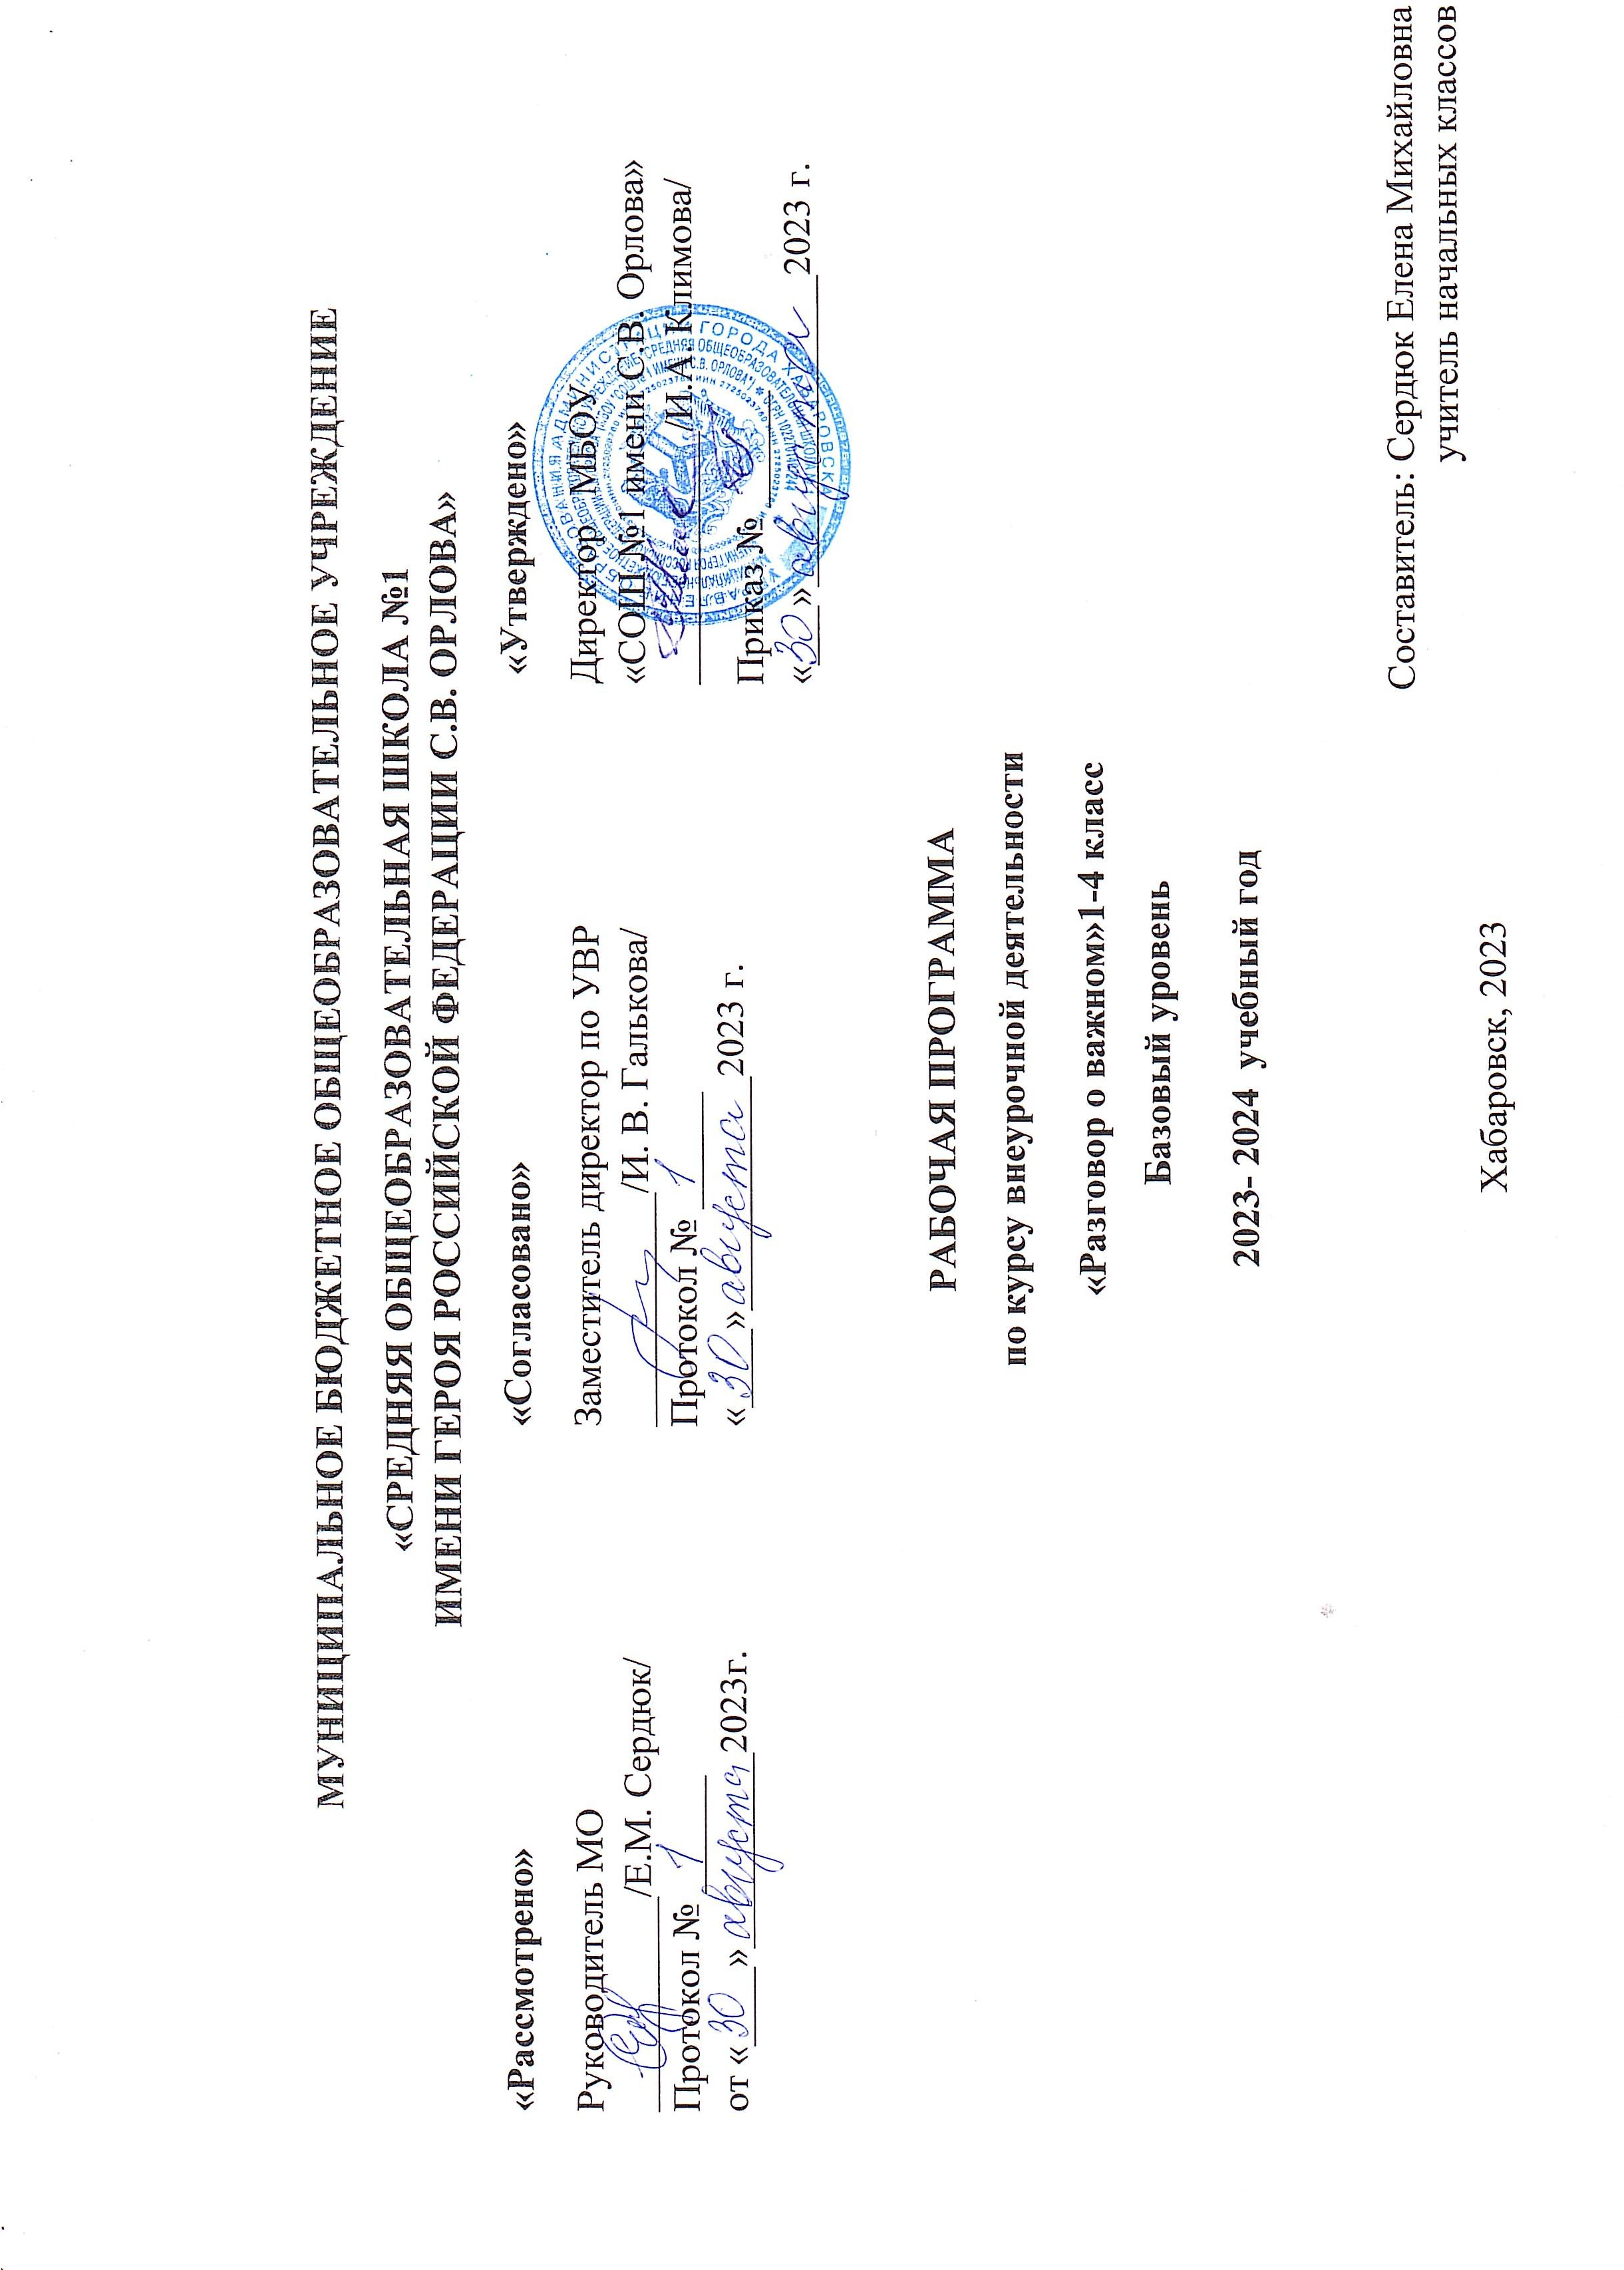 МУНИЦИПАЛЬНОЕ БЮДЖЕТНОЕ ОБЩЕОБРАЗОВАТЕЛЬНОЕ УЧРЕЖДЕНИЕ
«СРЕДНЯЯ ОБЩЕОБРАЗОВАТЕЛЬНАЯ ШКОЛА №1
ИМЕНИ ГЕРОЯ РОССИЙСКОЙ ФЕДЕРАЦИИ С.В. ОРЛОВА»
«Рассмотрено»
Руководитель МО
/Е.М. Сердюк/
Протокол № 1
от « 30 » августа 2023г.
«Согласовано»
Заместитель директор по УВР
/И. В. Галькова/
Протокол № 1
« 30 » августа 2023 г.
«Утверждено»
Директор МБОУ
«СОШ №1 имени С.В. Орлова»
/И.А. Климова/
Приказ №
«30 » августа 2023 г.
РАБОЧАЯ ПРОГРАММА
по курсу внеурочной деятельности
«Разговор о важном»1-4 класс
Базовый уровень
2023- 2024 учебный год
Составитель: Сердюк Елена Михайловна
учитель начальных классов
Хабаровск, 2023